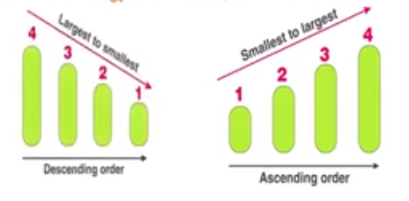 Largest to smallest
4
3
2
1
Descending order
Smallest to largest
1
2
3
4
Ascending order